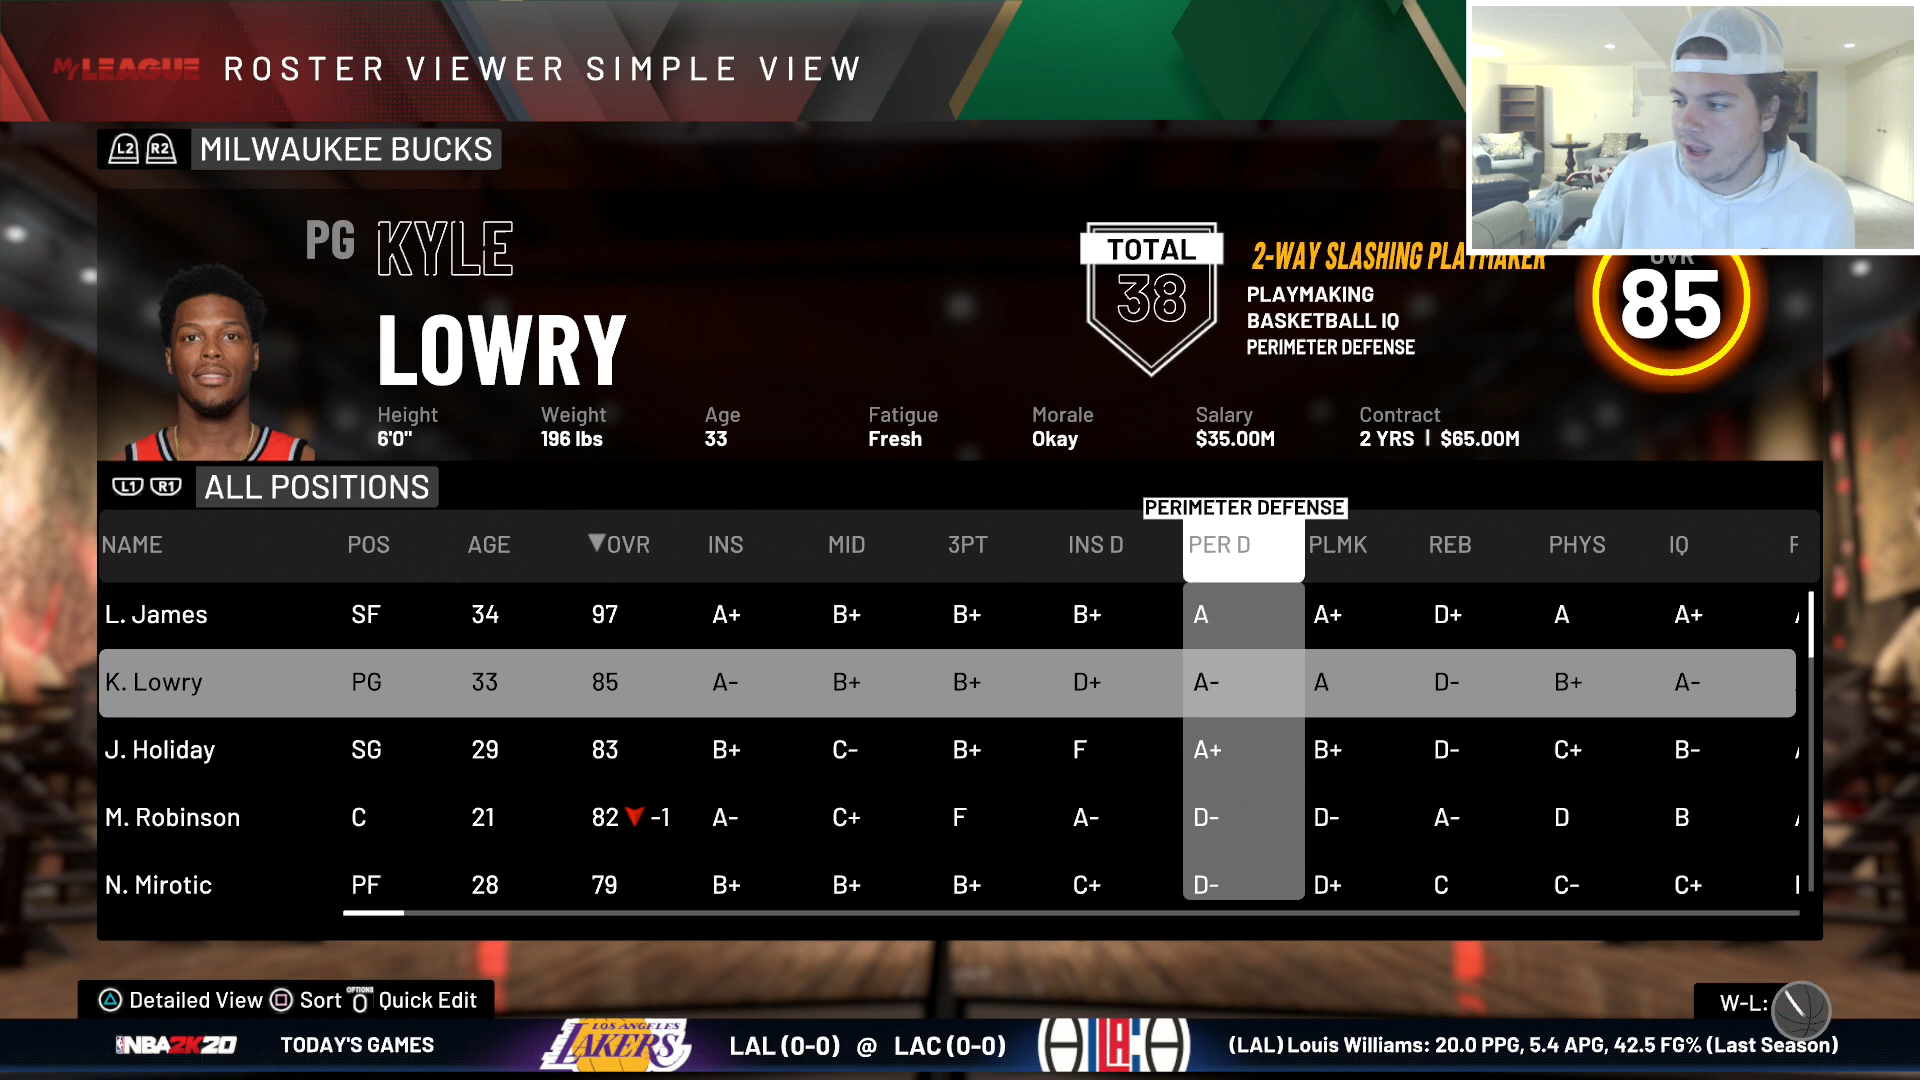 MyLEAGUE ROSTER VIEWER SIMPLE VIEW
L2 R2 MILWAUKEE BUCKS
PG KYLE
LOWRY
TOTAL
38
2-WAY SLASHING PLAYMAKER
PLAYMAKING
BASKETBALL IQ
PERIMETER DEFENSE
OVR
85
Height Weight Age Fatigue Morale Salary Contract
6'0" 196 lbs 33 Fresh Okay $35.00M 2 YRS | $65.00M
L1 R1 ALL POSITIONS
PERIMETER DEFENSE
NAME POS AGE ▼OVR INS MID 3PT INS D PER D PLMK REB PHYS IQ
L. James SF 34 97 A+ B+ B+ B+ A A+ D+ A A+
K. Lowry PG 33 85 A- B+ B+ D+ A- A D- B+ A-
J. Holiday SG 29 83 B+ C- B+ F A+ B+ D- C+ B-
M. Robinson C 21 82 -1 A- C+ F A- D- D- A- D B
N. Mirotic PF 28 79 B+ B+ B+ C+ D- D+ C C- C+
Detailed View Sort OPTIONS Quick Edit
W-L:
NBA2K20 TODAY'S GAMES LOS ANGELES LAKERS LAL (0-0) @ LAC (0-0) LAC (LAL) Louis Williams: 20.0 PPG, 5.4 APG, 42.5 FG% (Last Season)